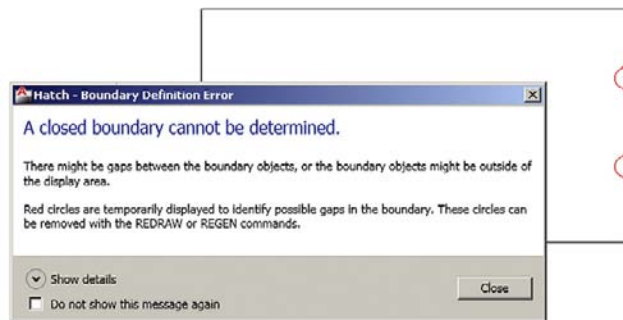 Hatch - Boundary Definition Error
A closed boundary cannot be determined.
There might be gaps between the boundary objects, or the boundary objects might be outside of
the display area.
Red circles are temporarily displayed to identify possible gaps in the boundary. These circles can
be removed with the REDRAW or REGEN commands.
Show details
Close
Do not show this message again